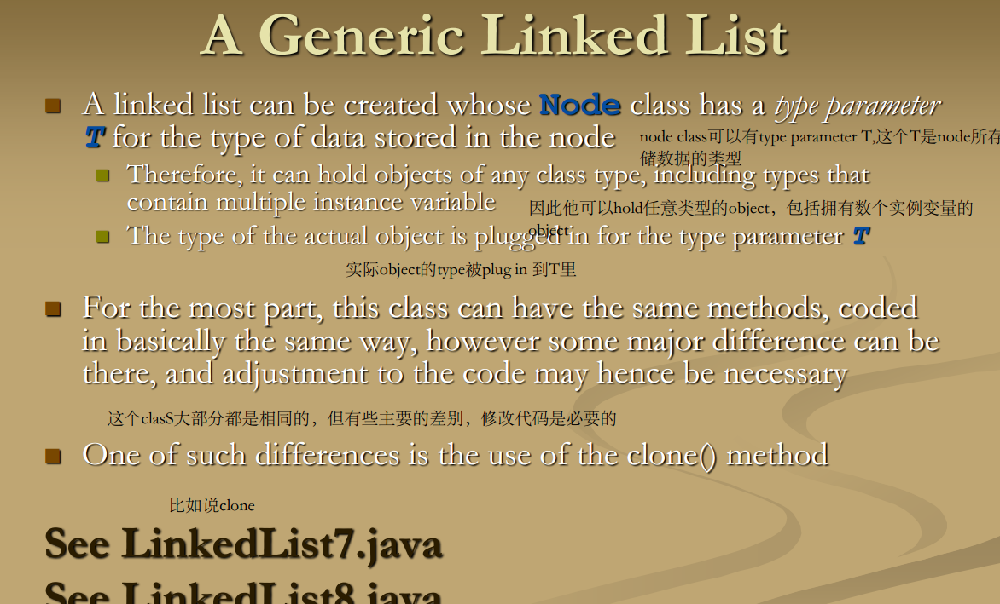 A Generic Linked List
A linked list can be created whose Node class has a type parameter
T for the type of data stored in the node
node class可以有type parameter T,这个T是node所存
储数据的类型
Therefore, it can hold objects of any class type, including types that
contain multiple instance variable
因此他可以hold任意类型的object，包括拥有数个实例变量的
object
The type of the actual object is plugged in for the type parameter T
实际object的type被plug in 到T里
For the most part, this class can have the same methods, coded
in basically the same way, however some major difference can be
there, and adjustment to the code may hence be necessary
这个clasS大部分都是相同的，但有些主要的差别，修改代码是必要的
One of such differences is the use of the clone() method
比如说clone
See LinkedList7.java
See LinkedList8.java